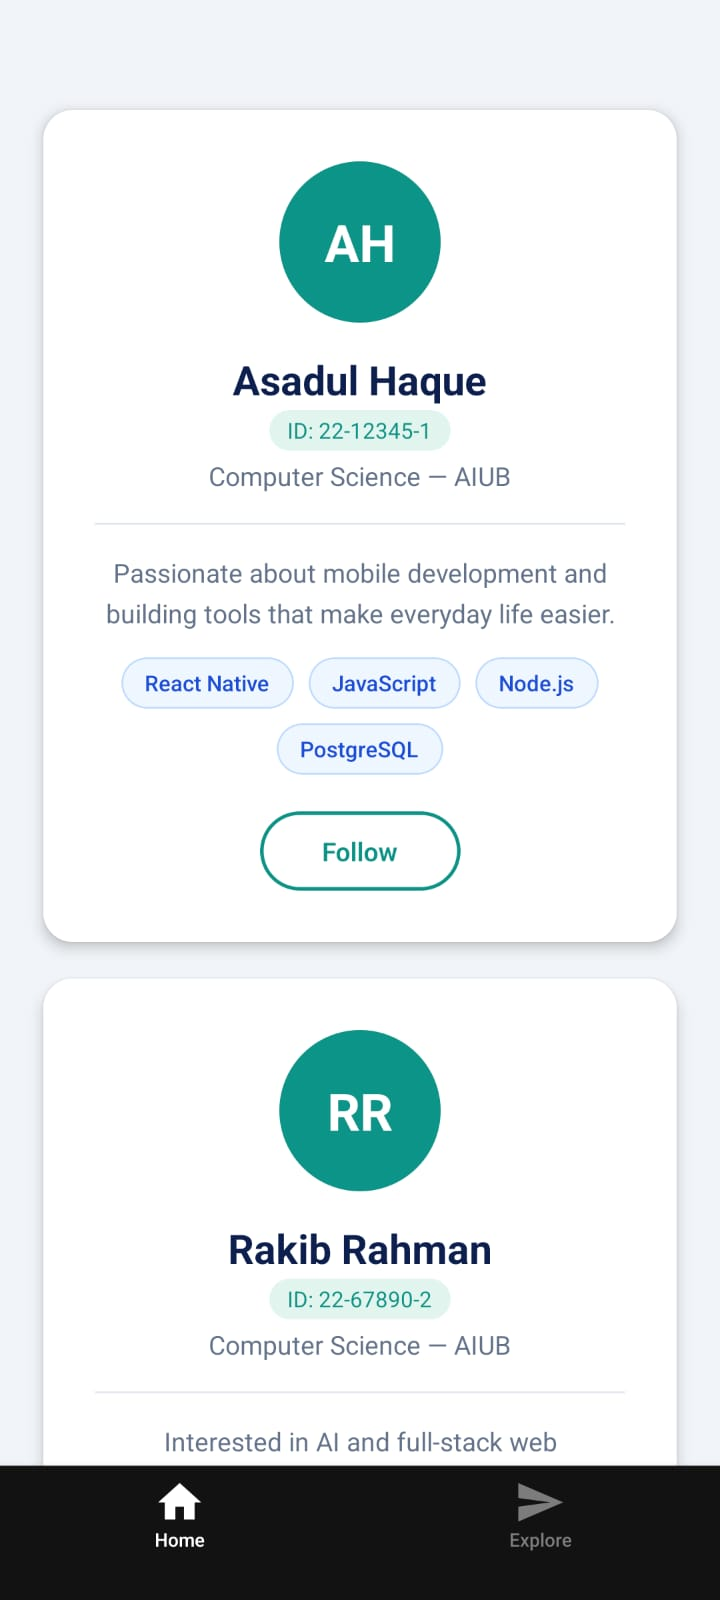 AH
Asadul Haque
ID: 22-12345-1
Computer Science — AIUB
Passionate about mobile development and
building tools that make everyday life easier.
React Native JavaScript Node.js
PostgreSQL
Follow
RR
Rakib Rahman
ID: 22-67890-2
Computer Science — AIUB
Interested in AI and full-stack web
Home Explore